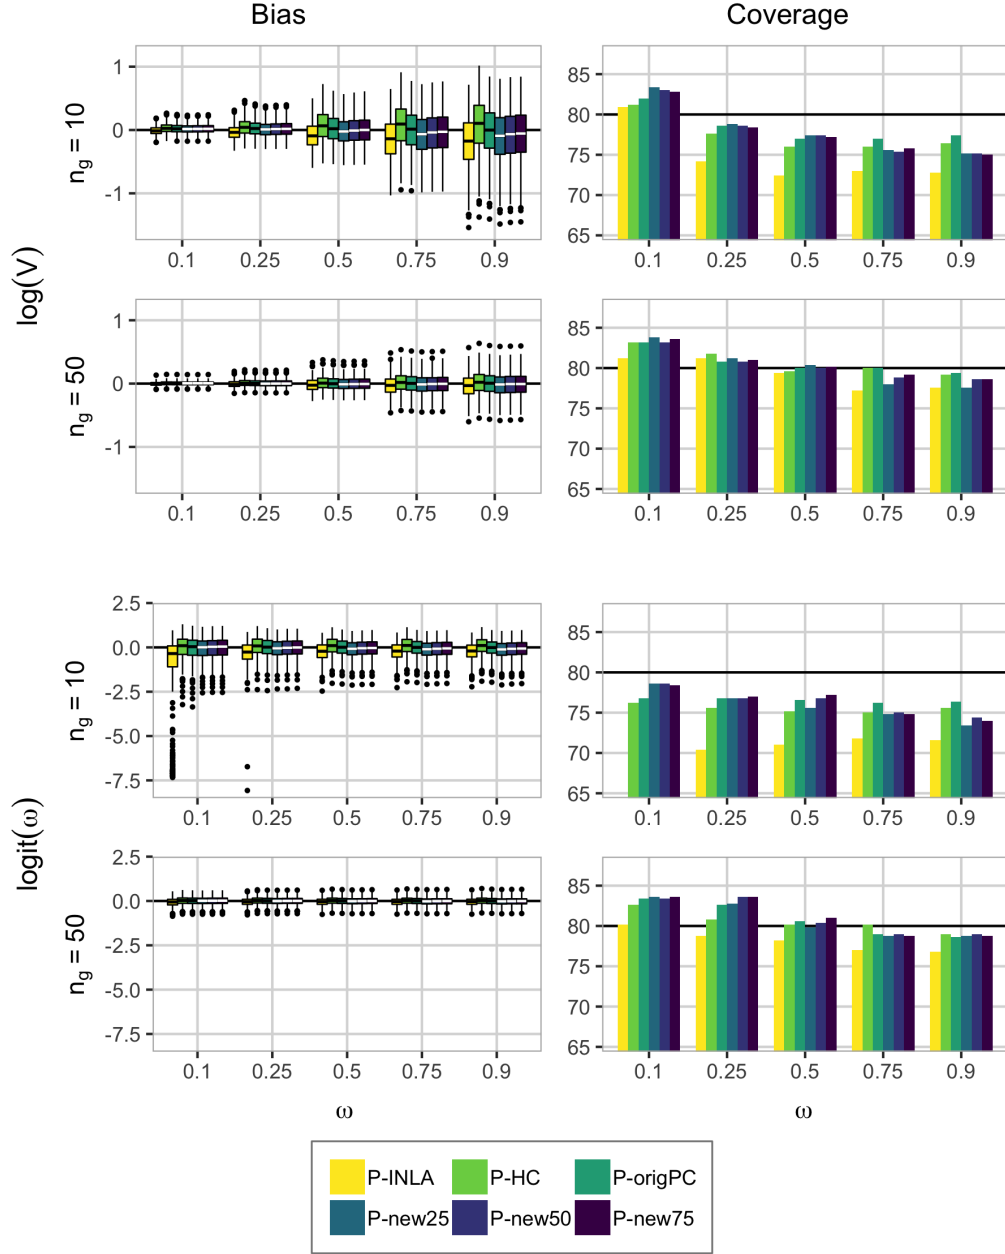 Bias
Coverage
log(V)
n_g = 10
1
0
-1
0.1 0.25 0.5 0.75 0.9
85
80
75
70
65
0.1 0.25 0.5 0.75 0.9
n_g = 50
1
0
-1
0.1 0.25 0.5 0.75 0.9
85
80
75
70
65
0.1 0.25 0.5 0.75 0.9
logit(ω)
n_g = 10
2.5
0.0
-2.5
-5.0
-7.5
0.1 0.25 0.5 0.75 0.9
85
80
75
70
65
0.1 0.25 0.5 0.75 0.9
n_g = 50
2.5
0.0
-2.5
-5.0
-7.5
0.1 0.25 0.5 0.75 0.9
85
80
75
70
65
0.1 0.25 0.5 0.75 0.9
ω
ω
P-INLA P-HC P-origPC
P-new25 P-new50 P-new75